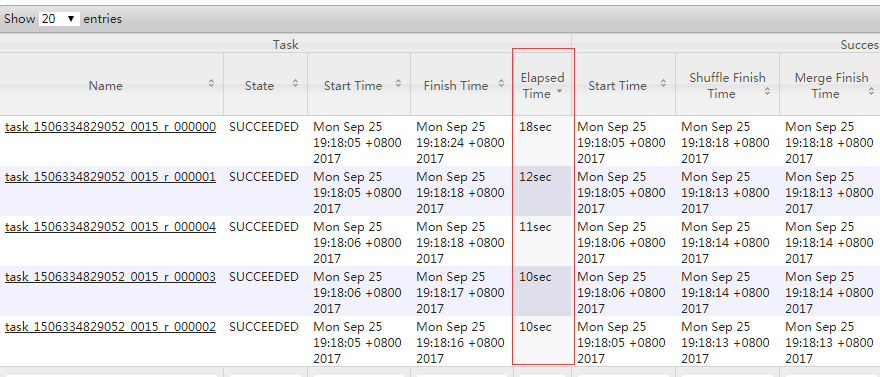 Show 20 entries
Task
Succes
Name
State
Start Time
Finish Time
Elapsed
Time
Start Time
Shuffle Finish
Time
Merge Finish
Time
task_1506334829052_0015_r_000000 SUCCEEDED Mon Sep 25 Mon Sep 25 18sec Mon Sep 25 Mon Sep 25 Mon Sep 25
19:18:05 +0800 19:18:24 +0800 19:18:05 +0800 19:18:18 +0800 19:18:18 +0800
2017 2017 2017 2017 2017
task_1506334829052_0015_r_000001 SUCCEEDED Mon Sep 25 Mon Sep 25 12sec Mon Sep 25 Mon Sep 25 Mon Sep 25
19:18:05 +0800 19:18:18 +0800 19:18:05 +0800 19:18:13 +0800 19:18:13 +0800
2017 2017 2017 2017 2017
task_1506334829052_0015_r_000004 SUCCEEDED Mon Sep 25 Mon Sep 25 11sec Mon Sep 25 Mon Sep 25 Mon Sep 25
19:18:06 +0800 19:18:18 +0800 19:18:06 +0800 19:18:14 +0800 19:18:14 +0800
2017 2017 2017 2017 2017
task_1506334829052_0015_r_000003 SUCCEEDED Mon Sep 25 Mon Sep 25 10sec Mon Sep 25 Mon Sep 25 Mon Sep 25
19:18:06 +0800 19:18:17 +0800 19:18:06 +0800 19:18:14 +0800 19:18:14 +0800
2017 2017 2017 2017 2017
task_1506334829052_0015_r_000002 SUCCEEDED Mon Sep 25 Mon Sep 25 10sec Mon Sep 25 Mon Sep 25 Mon Sep 25
19:18:05 +0800 19:18:16 +0800 19:18:05 +0800 19:18:13 +0800 19:18:13 +0800
2017 2017 2017 2017 2017